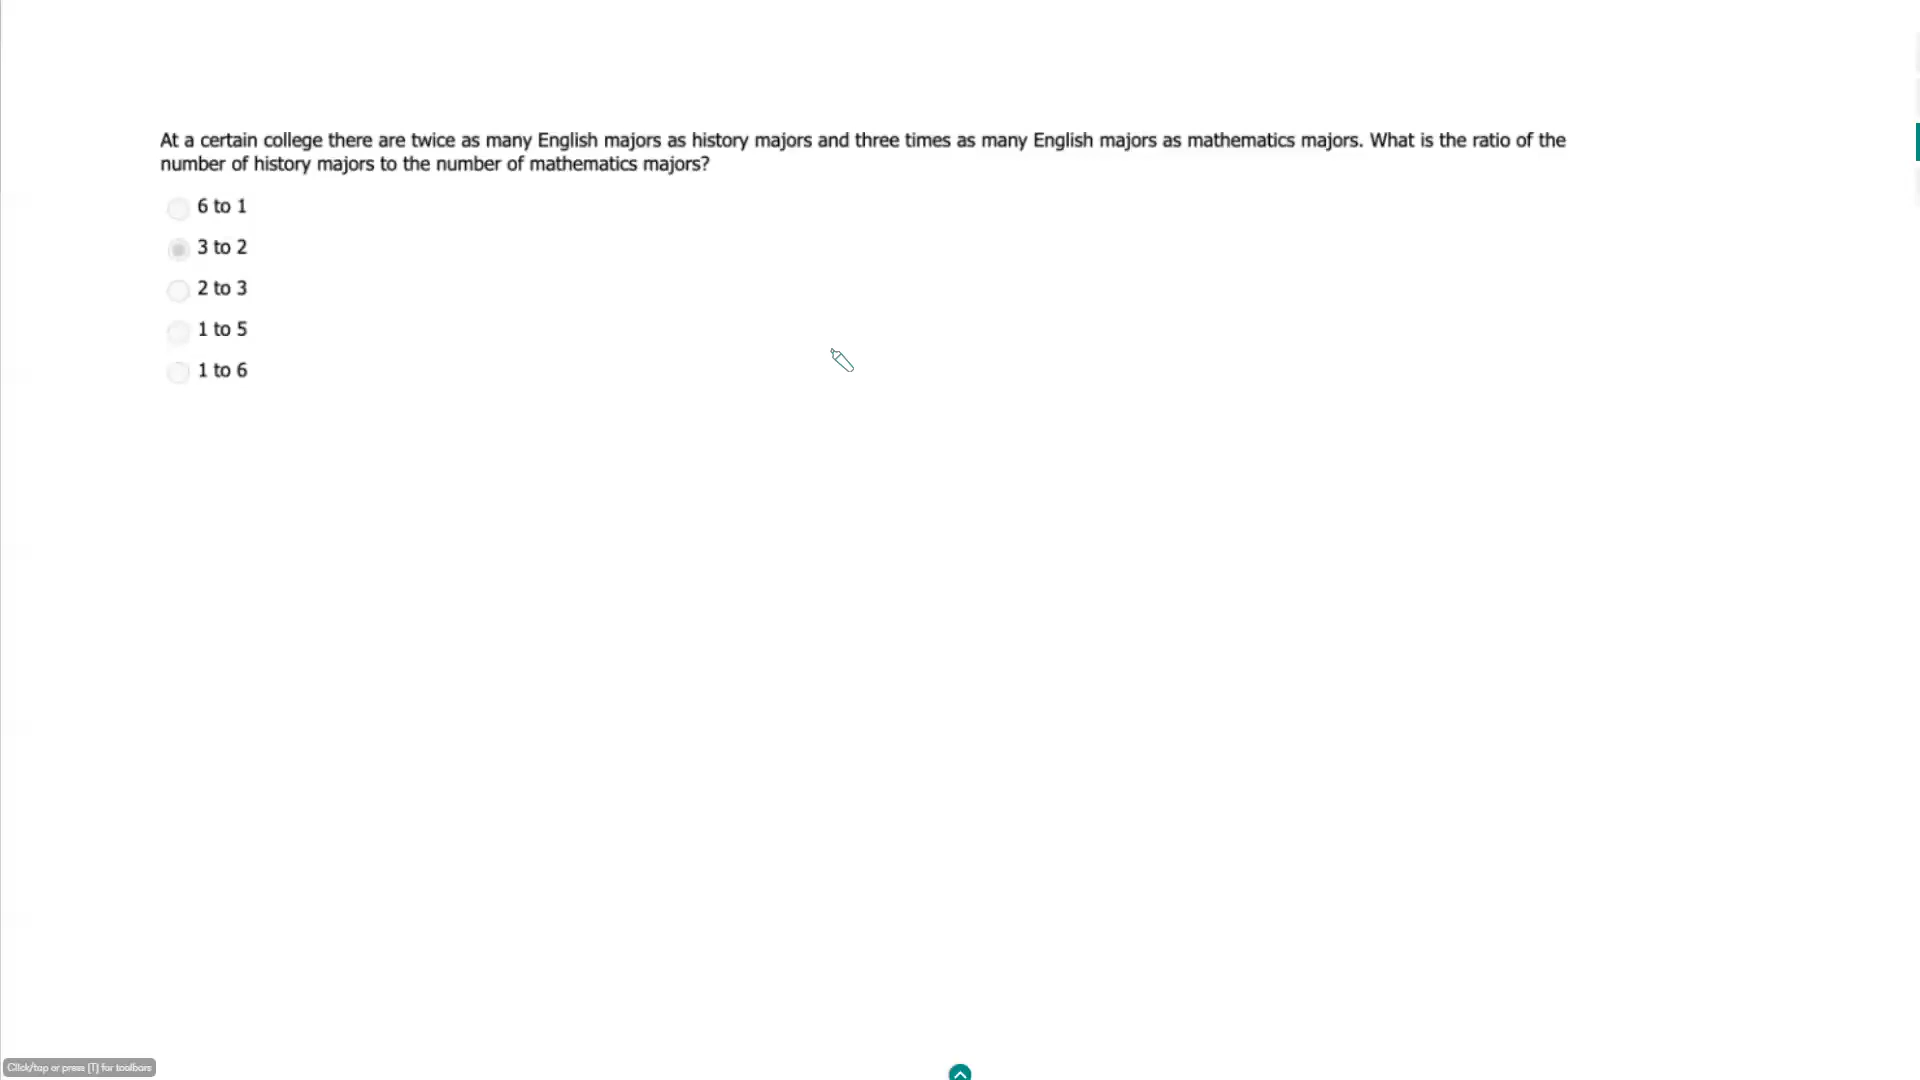 At a certain college there are twice as many English majors as history majors and three times as many English majors as mathematics majors. What is the ratio of the
number of history majors to the number of mathematics majors?
6 to 1
3 to 2
2 to 3
1 to 5
1 to 6
Click/tap or press [T] for toolbars